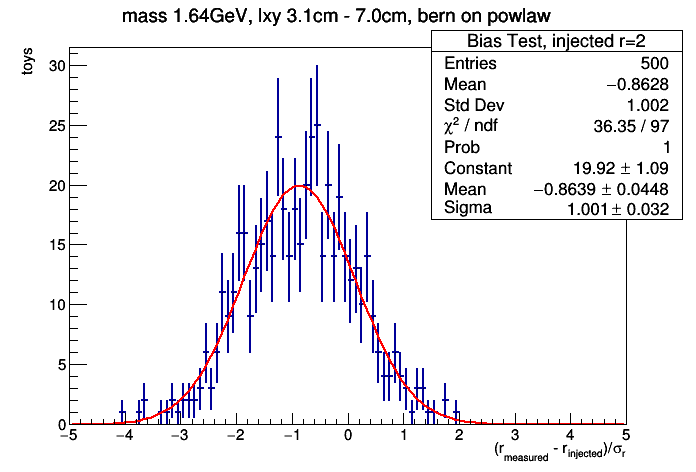 mass 1.64GeV, lxy 3.1cm - 7.0cm, bern on powlaw
Bias Test, injected r=2
Entries 500
Mean −0.8628
Std Dev 1.002
χ² / ndf 36.35 / 97
Prob 1
Constant 19.92 ± 1.09
Mean −0.8639 ± 0.0448
Sigma 1.001 ± 0.032
toys
30
25
20
15
10
5
0
−5 −4 −3 −2 −1 0 1 2 3 4 5
(r_measured - r_injected)/σ_r